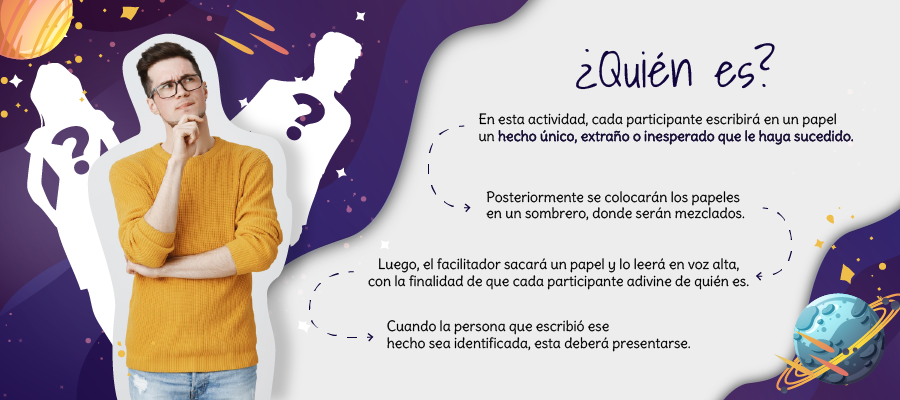 ¿Quién es?
En esta actividad, cada participante escribirá en un papel
un hecho único, extraño o inesperado que le haya sucedido.
Posteriormente se colocarán los papeles
en un sombrero, donde serán mezclados.
Luego, el facilitador sacará un papel y lo leerá en voz alta,
con la finalidad de que cada participante adivine de quién es.
Cuando la persona que escribió ese
hecho sea identificada, esta deberá presentarse.
? ?